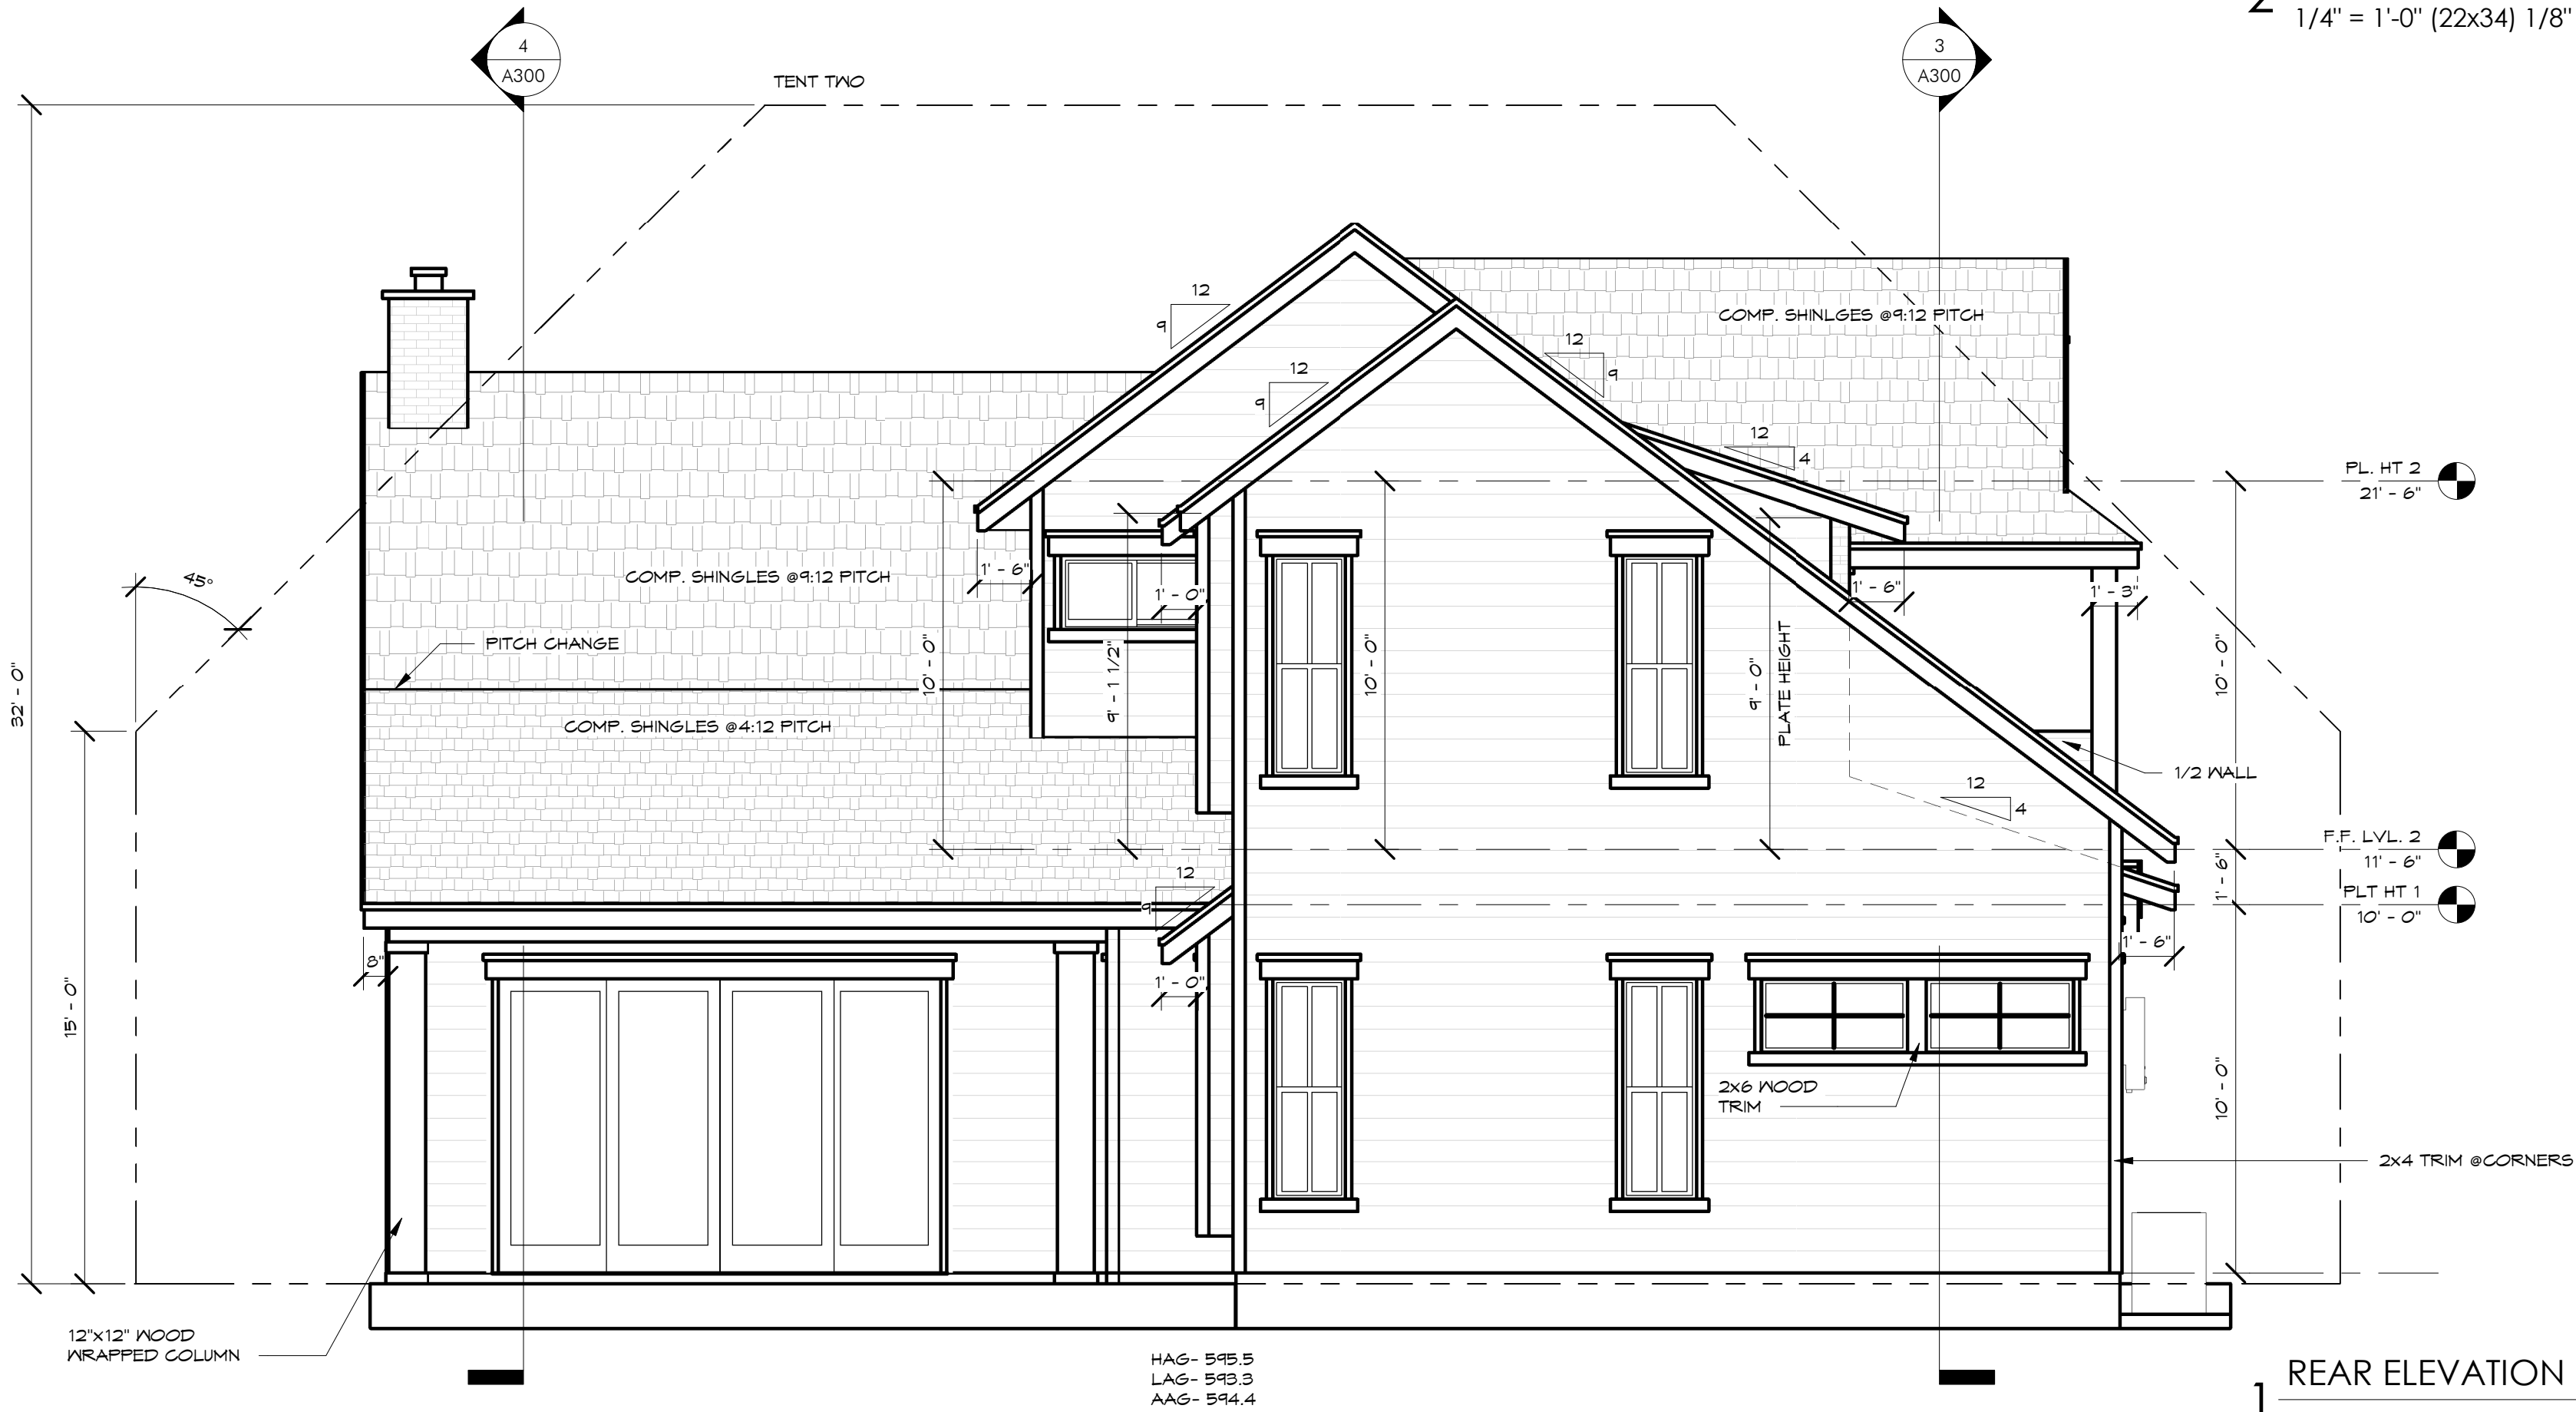 1/4" = 1'-0" (22x34) 1/8"
4
A300
3
A300
TENT TWO
12
9
12
9
12
9
COMP. SHINLGES @9:12 PITCH
12
4
PL. HT 2
21' - 6"
45°
COMP. SHINGLES @9:12 PITCH
1' - 6"
1' - 0"
1' - 6"
1' - 3"
PITCH CHANGE
COMP. SHINGLES @4:12 PITCH
32' - 0"
15' - 0"
10' - 0"
9' - 1 1/2"
10' - 0"
9' - 0"
PLATE HEIGHT
10' - 0"
1/2 WALL
12
4
F.F. LVL. 2
11' - 6"
1' - 6"
PLT HT 1
10' - 0"
12
9
8"
1' - 0"
1' - 6"
10' - 0"
2x6 WOOD
TRIM
2x4 TRIM @CORNERS
12"x12" WOOD
WRAPPED COLUMN
HAG- 595.5
LAG- 593.3
AAG- 594.4
1
REAR ELEVATION